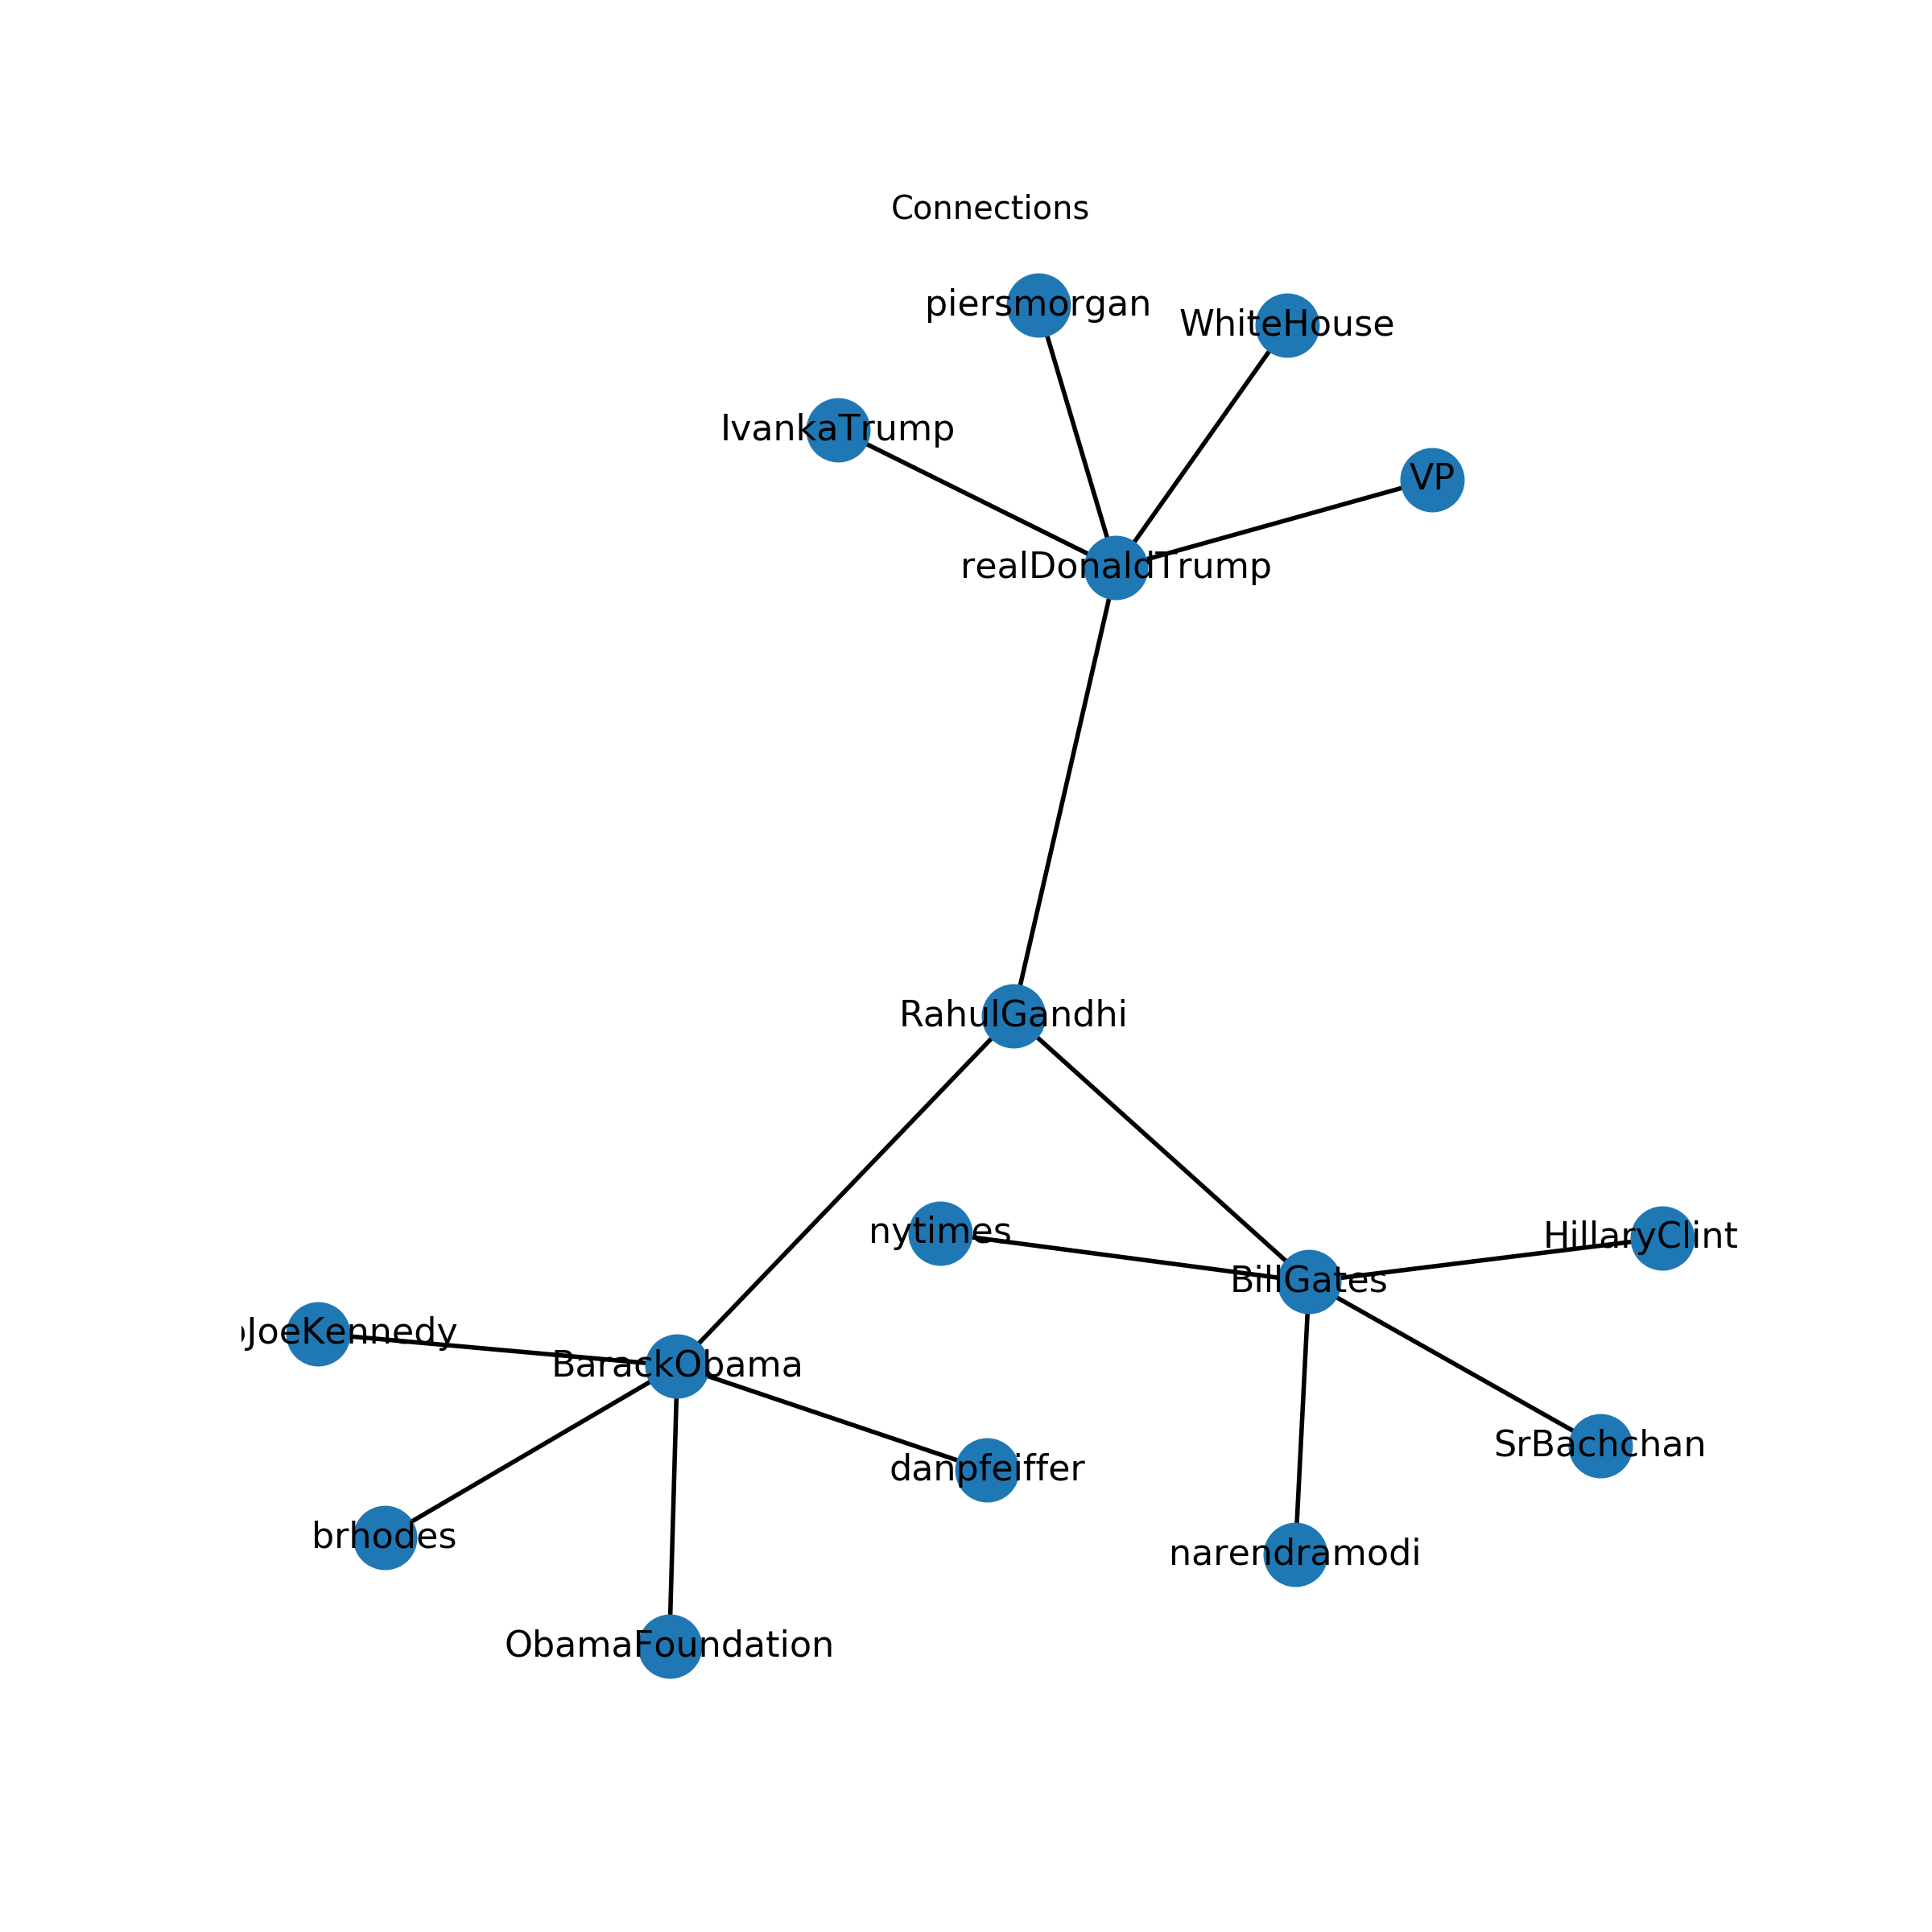 Connections
piersmorgan
WhiteHouse
IvankaTrump
VP
realDonaldTrump
RahulGandhi
nytimes
HillaryClint
BillGates
JoeKennedy
BarackObama
SrBachchan
danpfeiffer
brhodes
narendramodi
ObamaFoundation